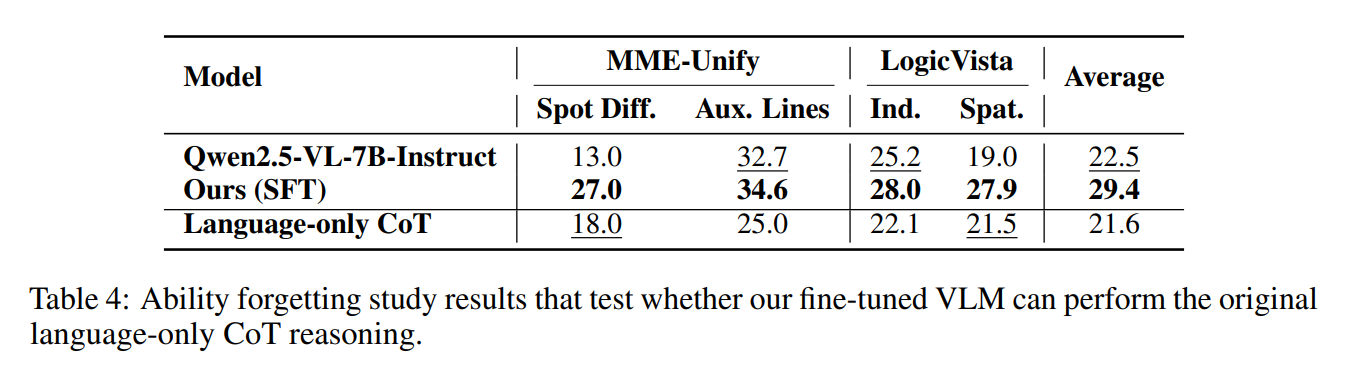 Model MME-Unify LogicVista Average
Spot Diff. Aux. Lines Ind. Spat.
Qwen2.5-VL-7B-Instruct 13.0 32.7 25.2 19.0 22.5
Ours (SFT) 27.0 34.6 28.0 27.9 29.4
Language-only CoT 18.0 25.0 22.1 21.5 21.6
Table 4: Ability forgetting study results that test whether our fine-tuned VLM can perform the original
language-only CoT reasoning.